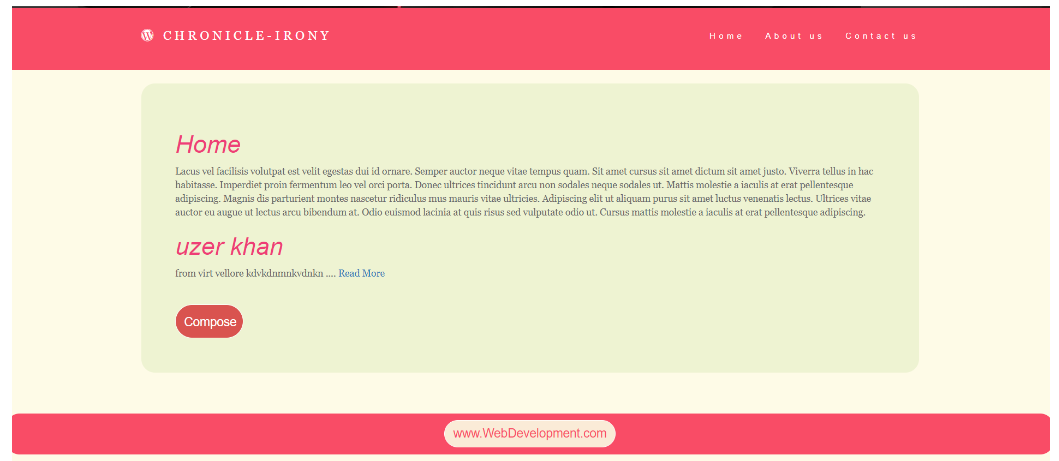 CHRONICLE-IRONY
Home About us Contact us
Home
Lacus vel facilisis volutpat est velit egestas dui id ornare. Semper auctor neque vitae tempus quam. Sit amet cursus sit amet dictum sit amet justo. Viverra tellus in hac
habitasse. Imperdiet proin fermentum leo vel orci porta. Donec ultrices tincidunt arcu non sodales neque sodales ut. Mattis molestie a iaculis at erat pellentesque
adipiscing. Magnis dis parturient montes nascetur ridiculus mus mauris vitae ultricies. Adipiscing elit ut aliquam purus sit amet luctus venenatis lectus. Ultrices vitae
auctor eu augue ut lectus arcu bibendum at. Odio euismod lacinia at quis risus sed vulputate odio ut. Cursus mattis molestie a iaculis at erat pellentesque adipiscing.
uzer khan
from virt vellore kdvkdnmnkvdnkn .... Read More
Compose
www.WebDevelopment.com